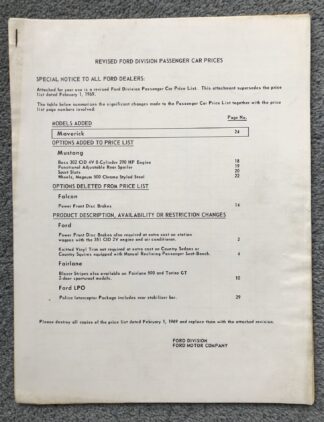 REVISED FORD DIVISION PASSENGER CAR PRICES
SPECIAL NOTICE TO ALL FORD DEALERS:
Attached for your use is a revised Ford Division Passenger Car Price List. This attachment supersedes the price
list dated February 1, 1969.
The table below summarizes the significant changes made to the Passenger Car Price List together with the price
list page numbers involved:
Page No.
MODELS ADDED
Maverick 24
OPTIONS ADDED TO PRICE LIST
Mustang
Boss 302 CID 4V 8-Cylinder 290 HP Engine 18
Functional Adjustable Rear Spoiler 19
Sport Slats 20
Wheels, Magnum 500 Chrome Styled Steel 22
OPTIONS DELETED FROM PRICE LIST
Falcon
Power Front Disc Brakes 14
PRODUCT DESCRIPTION, AVAILABILITY OR RESTRICTION CHANGES
Ford
Power Front Disc Brakes also required at extra cost on station
wagons with the 351 CID 2V engine and air conditioner. 2
Knitted Vinyl Trim not required at extra cost on Country Sedans or
Country Squires equipped with Manual Reclining Passenger Seat-Bench.
Fairlane
Blazer Stripes also available on Fairlane 500 and Torino GT
2-door sportsroof models. 10
Ford LPO
Police Interceptor Package includes rear stabilizer bar. 29
Please destroy all copies of the price list dated February 1, 1969 and replace them with the attached revision.
FORD DIVISION
FORD MOTOR COMPANY